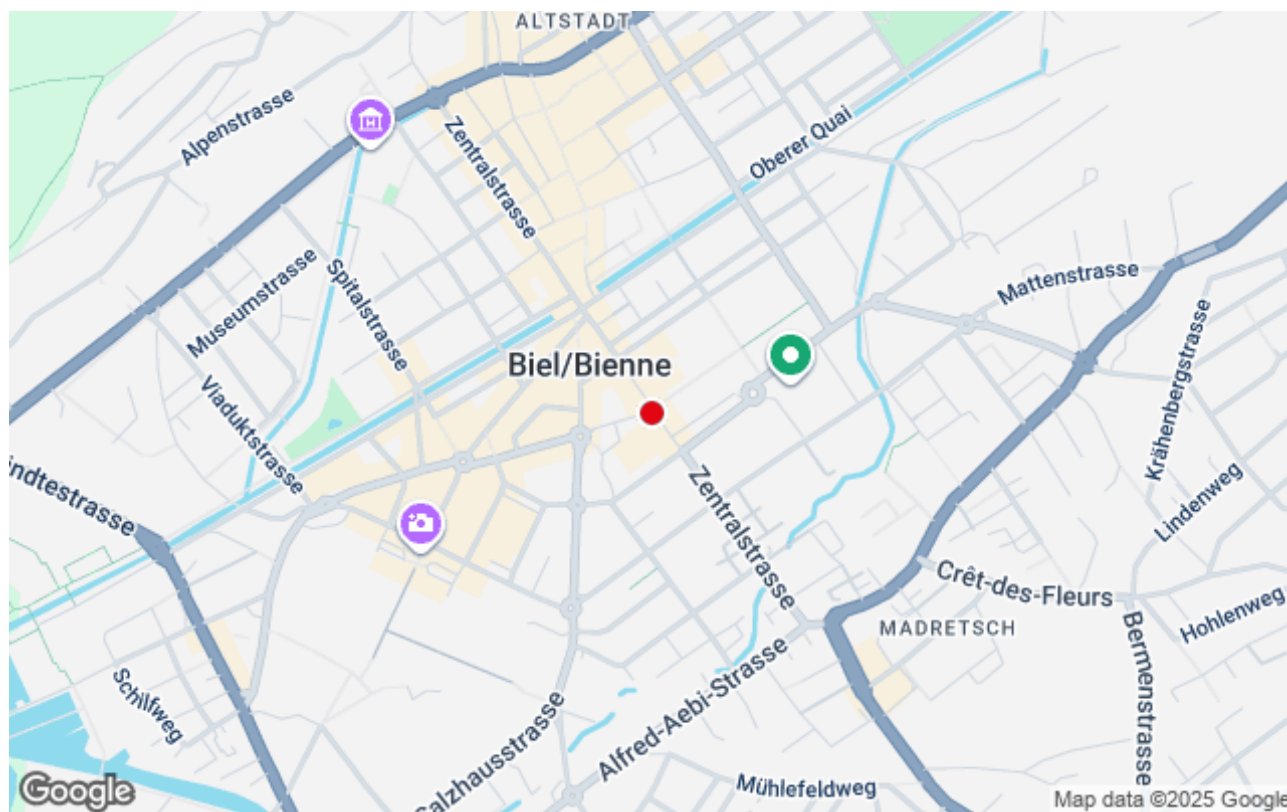 ALTSTADT
Alpenstrasse
Zentralstrasse
Oberer Quai
Museumstrasse
Spitalstrasse
Mattenstrasse
Krähenbergstrasse
Biel/Bienne
Viaduktstrasse
ndtestrasse
Lindenweg
Zentralstrasse
Crêt-des-Fleurs
Hohlenweg
MADRETSCH
Bermenstrasse
Schilfweg
Alfred-Aebi-Strasse
Salzhausstrasse
Mühlefeldweg
Google
Map data ©2025 Google